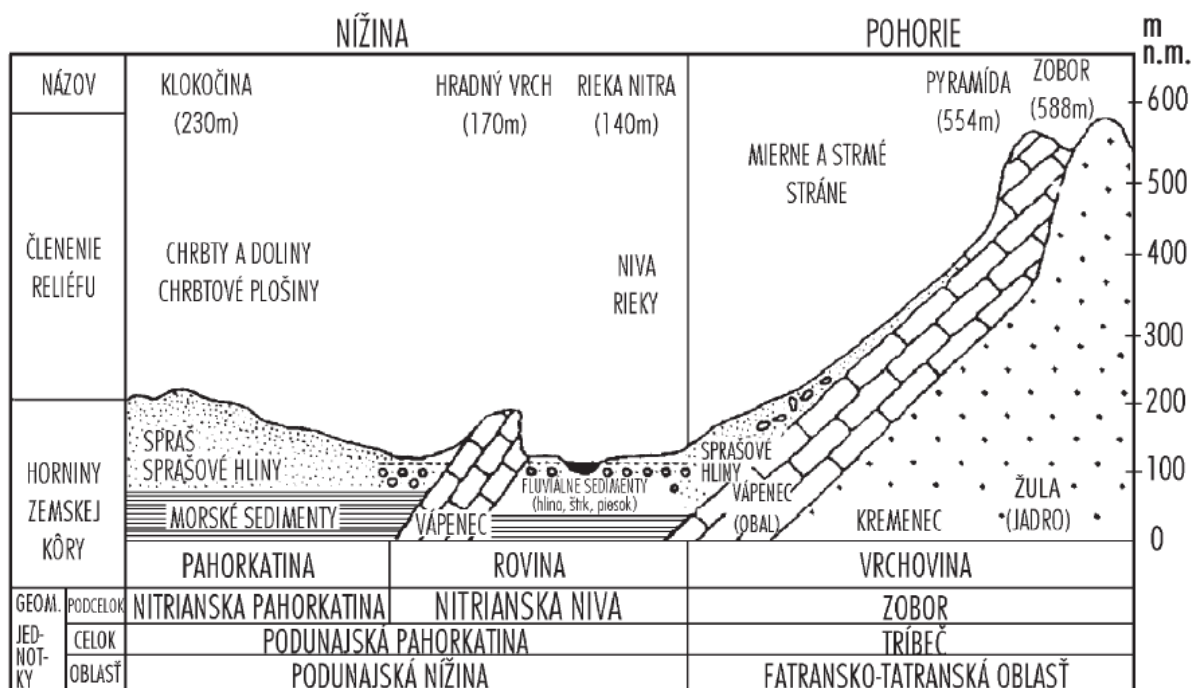 NÍŽINA
POHORIE
m
n.m.
NÁZOV
KLOKOČINA
(230m)
HRADNÝ VRCH
(170m)
RIEKA NITRA
(140m)
PYRAMÍDA
(554m)
ZOBOR
(588m)
600
500
400
300
200
100
0
ČLENENIE
RELIÉFU
CHRBTY A DOLINY
CHRBTOVÉ PLOŠINY
NIVA
RIEKY
MIERNE A STRMÉ
STRÁNE
HORNINY
ZEMSKEJ
KÔRY
SPRAŠ
SPRAŠOVÉ HLINY
MORSKÉ SEDIMENTY
VÁPENEC
FLUVIÁLNE SEDIMENTY
(hlina, štrk, piesok)
SPRAŠOVÉ
HLINY
VÁPENEC
(OBAL)
KREMENEC
ŽULA
(JADRO)
PAHORKATINA
ROVINA
VRCHOVINA
GEOM.
JED-
NOT-
KY
PODCELOK
NITRIANSKA PAHORKATINA
NITRIANSKA NIVA
ZOBOR
CELOK
PODUNAJSKÁ PAHORKATINA
TRÍBEČ
OBLASŤ
PODUNAJSKÁ NÍŽINA
FATRANSKO-TATRANSKÁ OBLASŤ